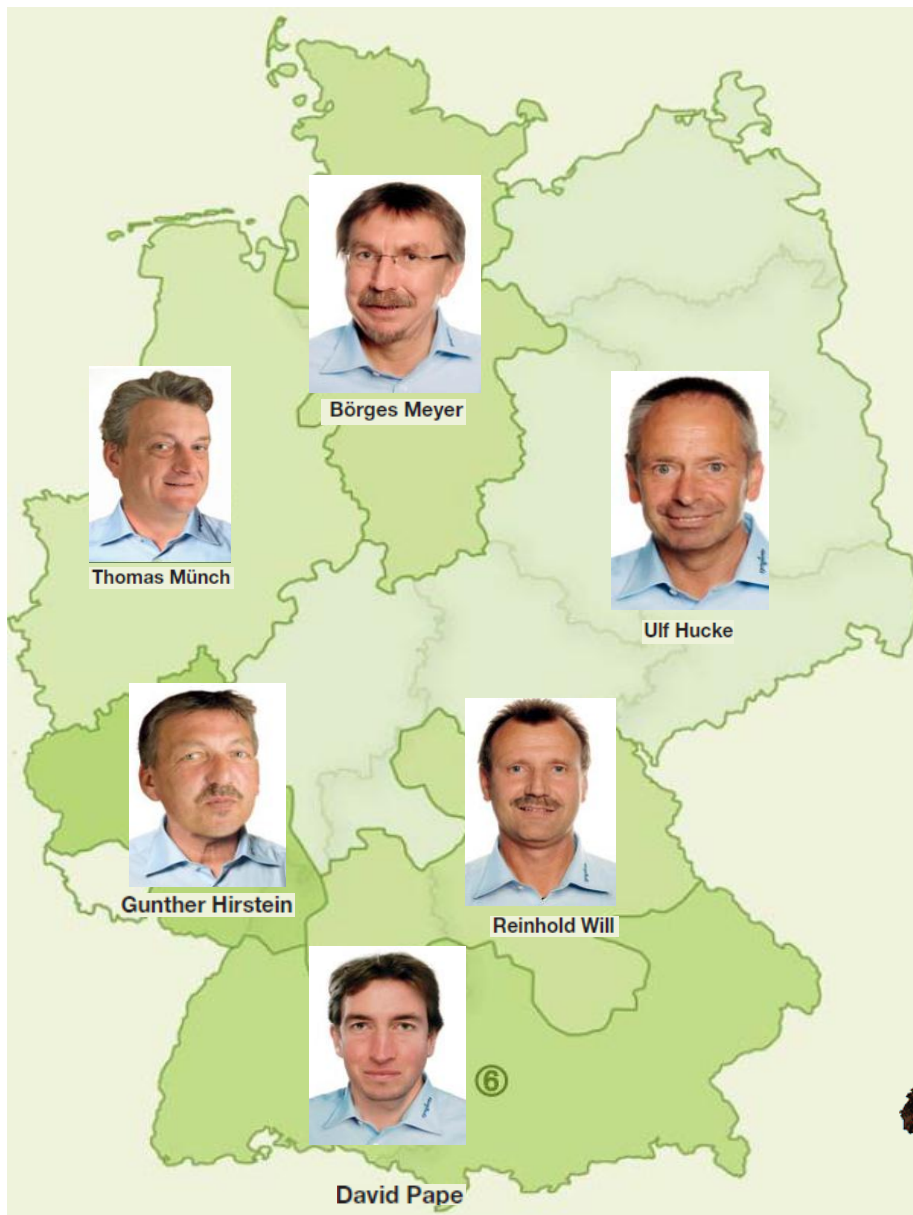 Börges Meyer
Thomas Münch
Ulf Hucke
Gunther Hirstein
Reinhold Will
⑥
David Pape